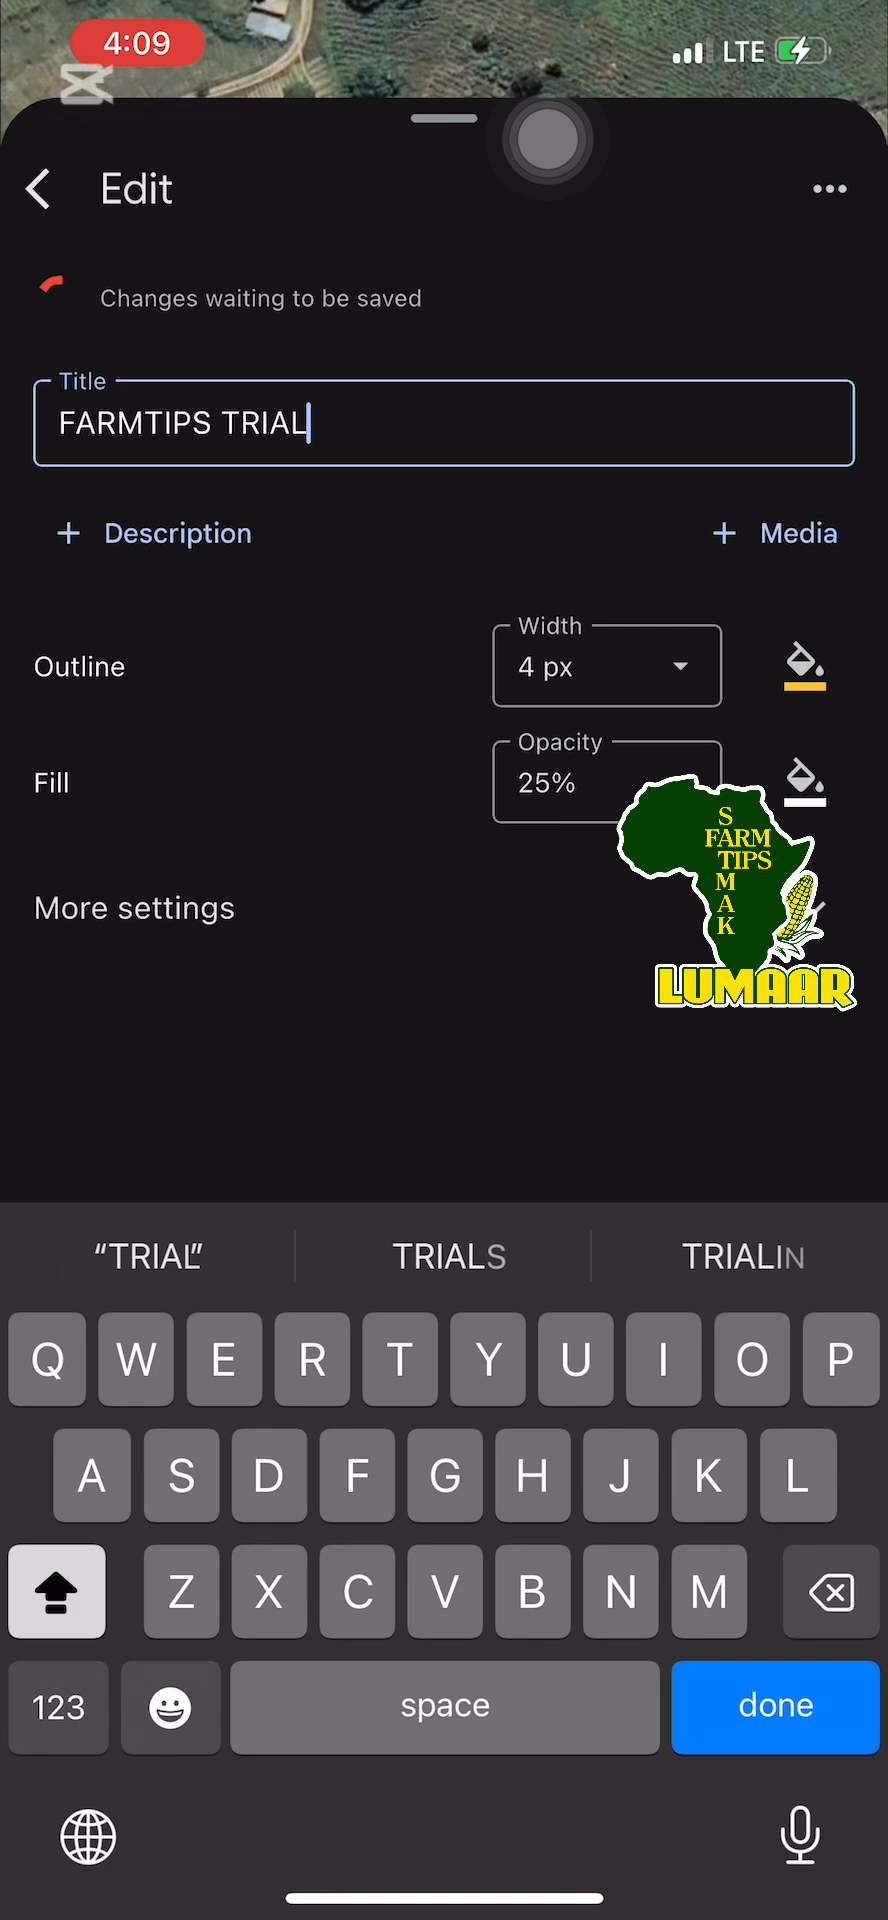 4:09
LTE
Edit
Changes waiting to be saved
Title
FARMTIPS TRIAL
+ Description
+ Media
Width
Outline
4 px
Opacity
Fill
25%
S
FARM
TIPS
M
A
K
LUMAAR
More settings
“TRIAL”
TRIALS
TRIALIN
Q W E R T Y U I O P
A S D F G H J K L
Z X C V B N M
123
space
done